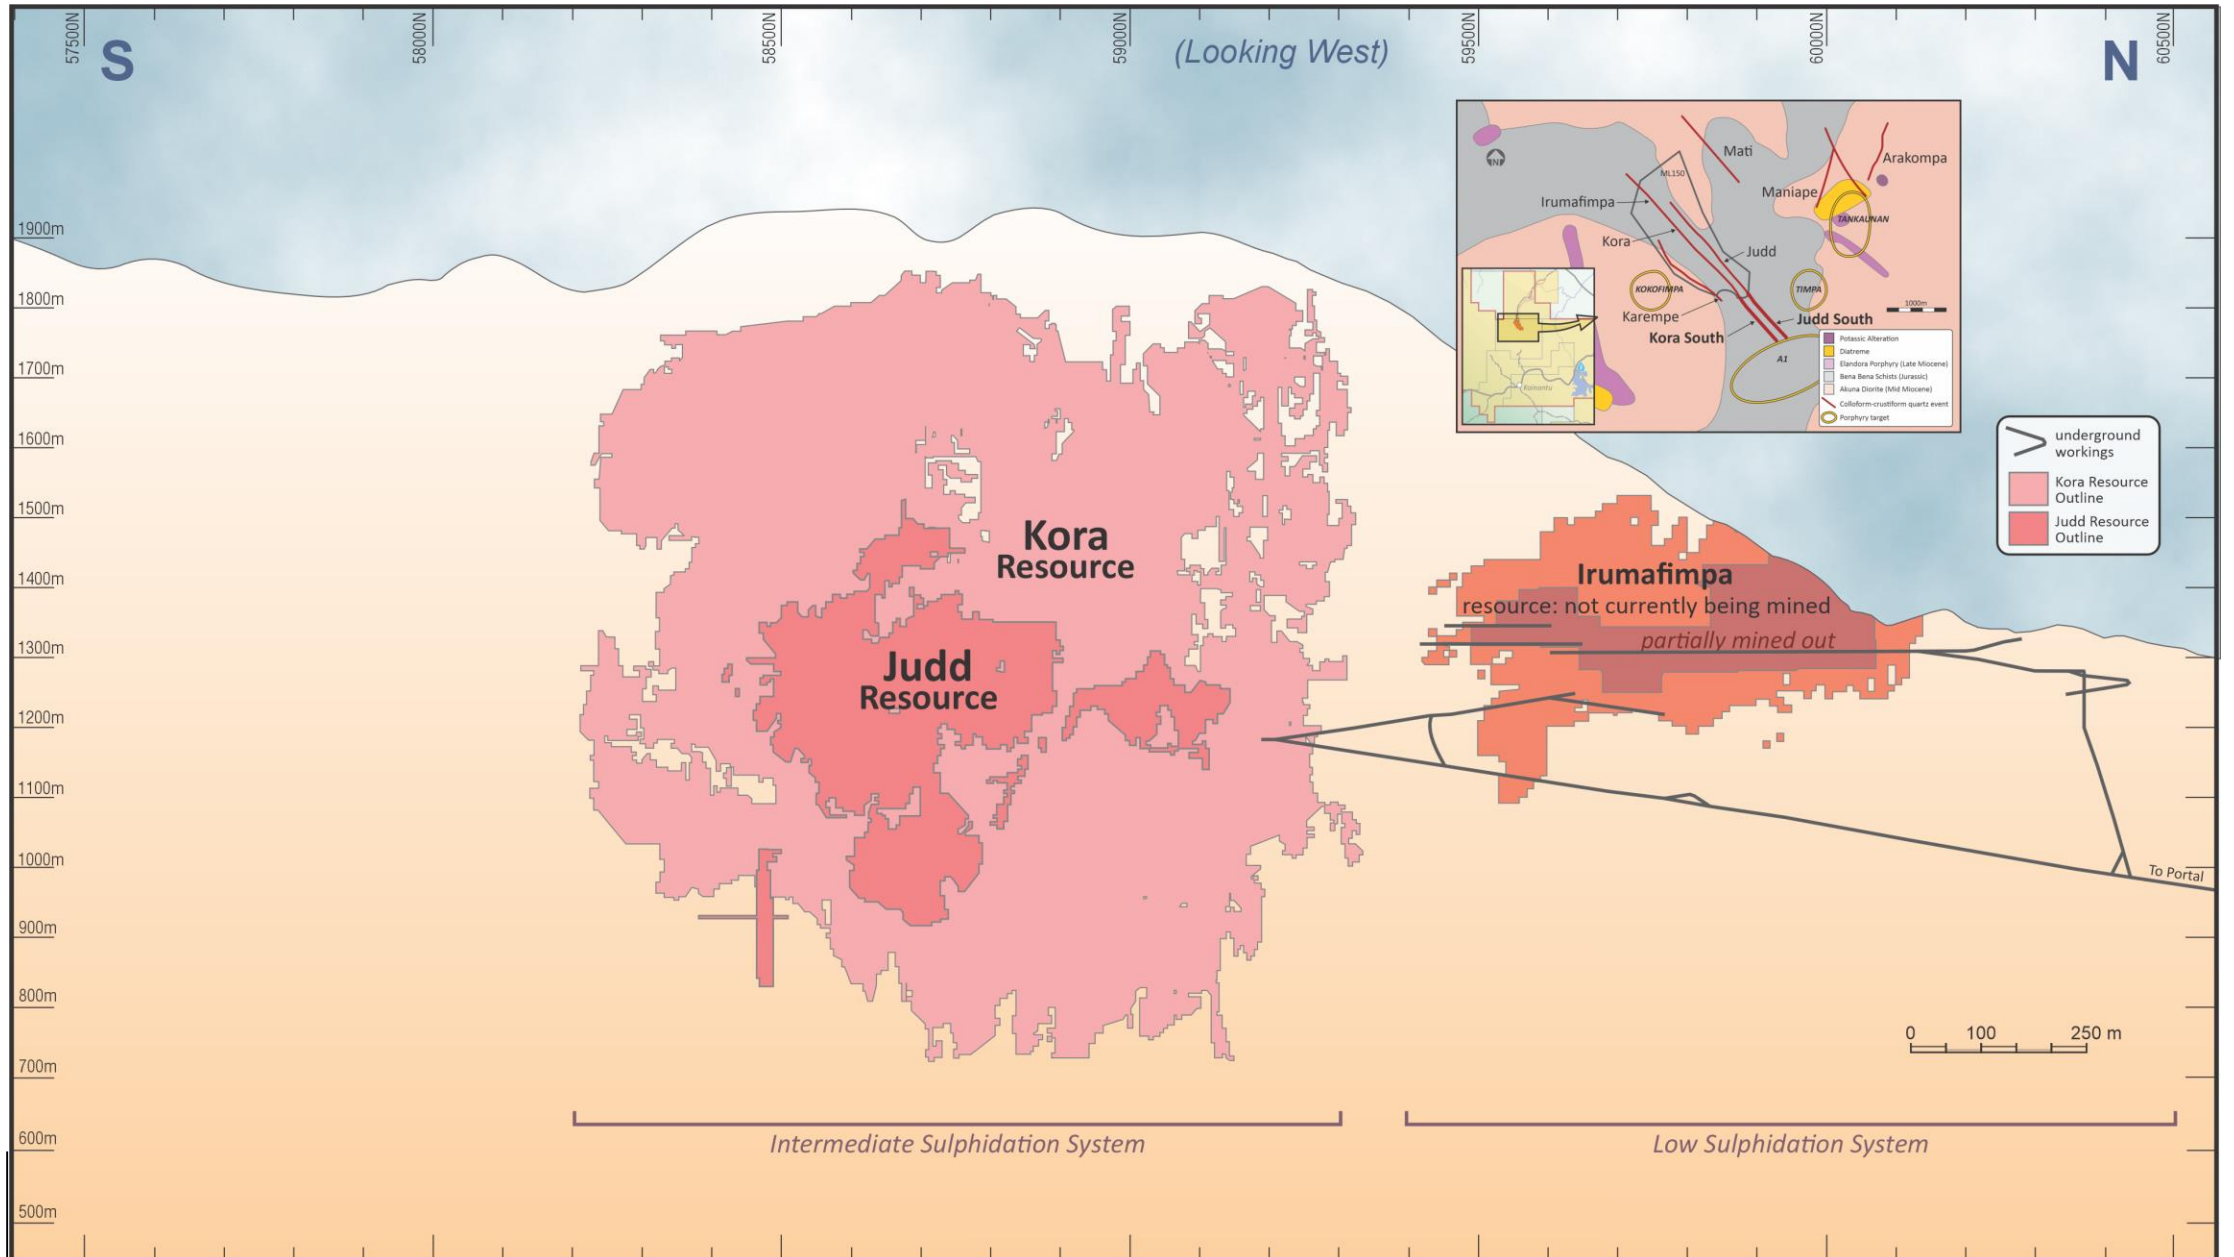 57500N
58000N
58500N
59000N
59500N
60000N
60500N
S
(Looking West)
N
1900m
1800m
1700m
1600m
1500m
1400m
1300m
1200m
1100m
1000m
900m
800m
700m
600m
500m
N
Mati
Arakompa
ML150
Maniape
Irumafimpa
TANKAUNAN
Kora
Judd
KOKOFIMPA
TIMPA
1000m
Karempe
Judd South
Kora South
A1
Kainantu
Potassic Alteration
Diatreme
Elandora Porphyry (Late Miocene)
Bena Bena Schists (Jurassic)
Akuna Diorite (Mid Miocene)
Colloform-crustiform quartz event
Porphyry target
underground
workings
Kora Resource
Outline
Judd Resource
Outline
Kora
Resource
Judd
Resource
Irumafimpa
resource: not currently being mined
partially mined out
To Portal
0 100 250 m
Intermediate Sulphidation System
Low Sulphidation System